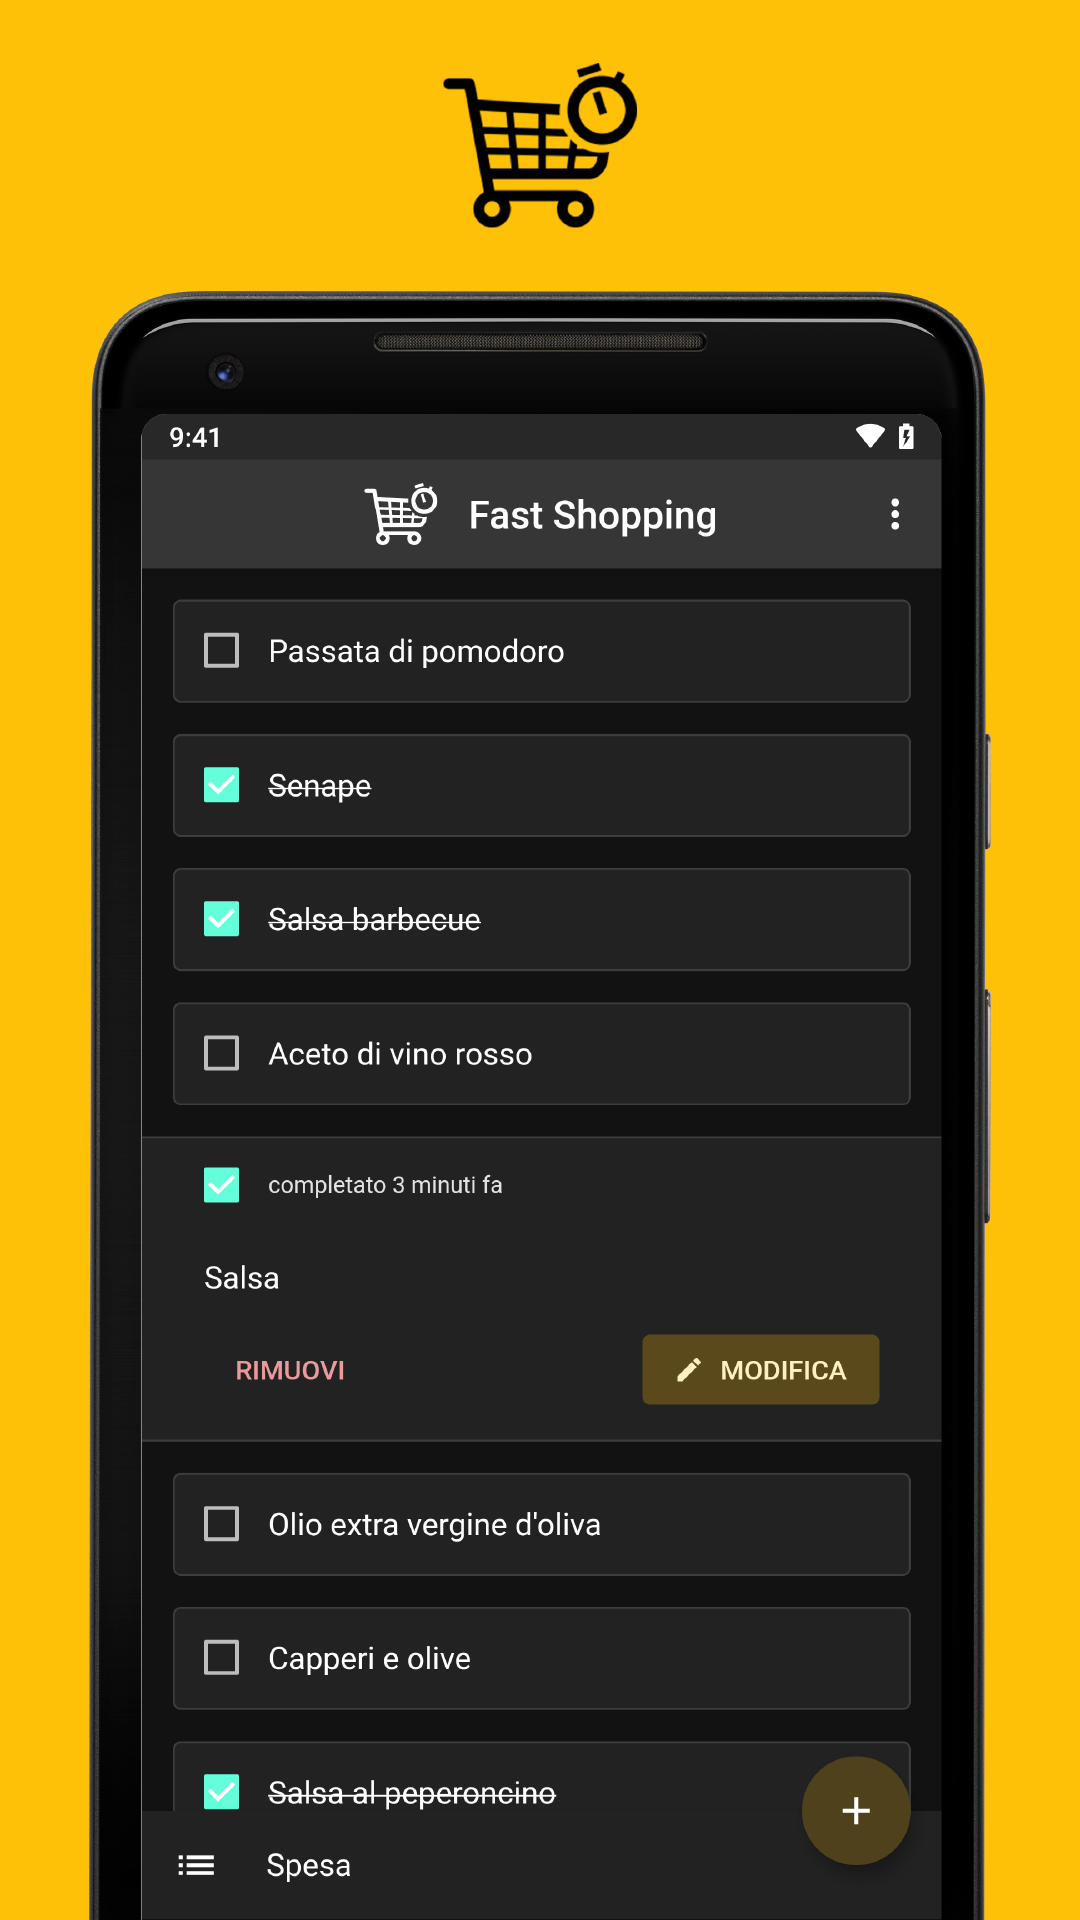 9:41
Fast Shopping
Passata di pomodoro
Senape
Salsa barbecue
Aceto di vino rosso
completato 3 minuti fa
Salsa
RIMUOVI
MODIFICA
Olio extra vergine d'oliva
Capperi e olive
Salsa al peperoncino
Spesa